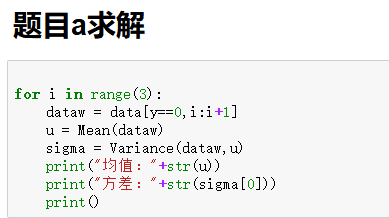 题目a求解
for i in range(3):
    dataw = data[y==0,i:i+1]
    u = Mean(dataw)
    sigma = Variance(dataw,u)
    print("均值："+str(u))
    print("方差："+str(sigma[0]))
    print()